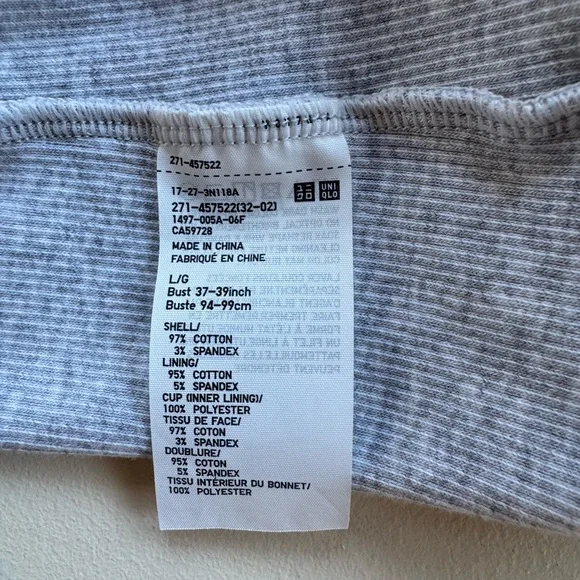 271-457522
17-27-3N118A
UNI
QLO
271-457522(32-02)
1497-005A-06F
CA59728
MADE IN CHINA
FABRIQUÉ EN CHINE
L/G
Bust 37-39inch
Buste 94-99cm
SHELL/
97% COTTON
3% SPANDEX
LINING/
95% COTTON
5% SPANDEX
CUP (INNER LINING)/
100% POLYESTER
TISSU DE FACE/
97% COTON
3% SPANDEX
DOUBLURE/
95% COTON
5% SPANDEX
TISSU INTÉRIEUR DU BONNET/
100% POLYESTER